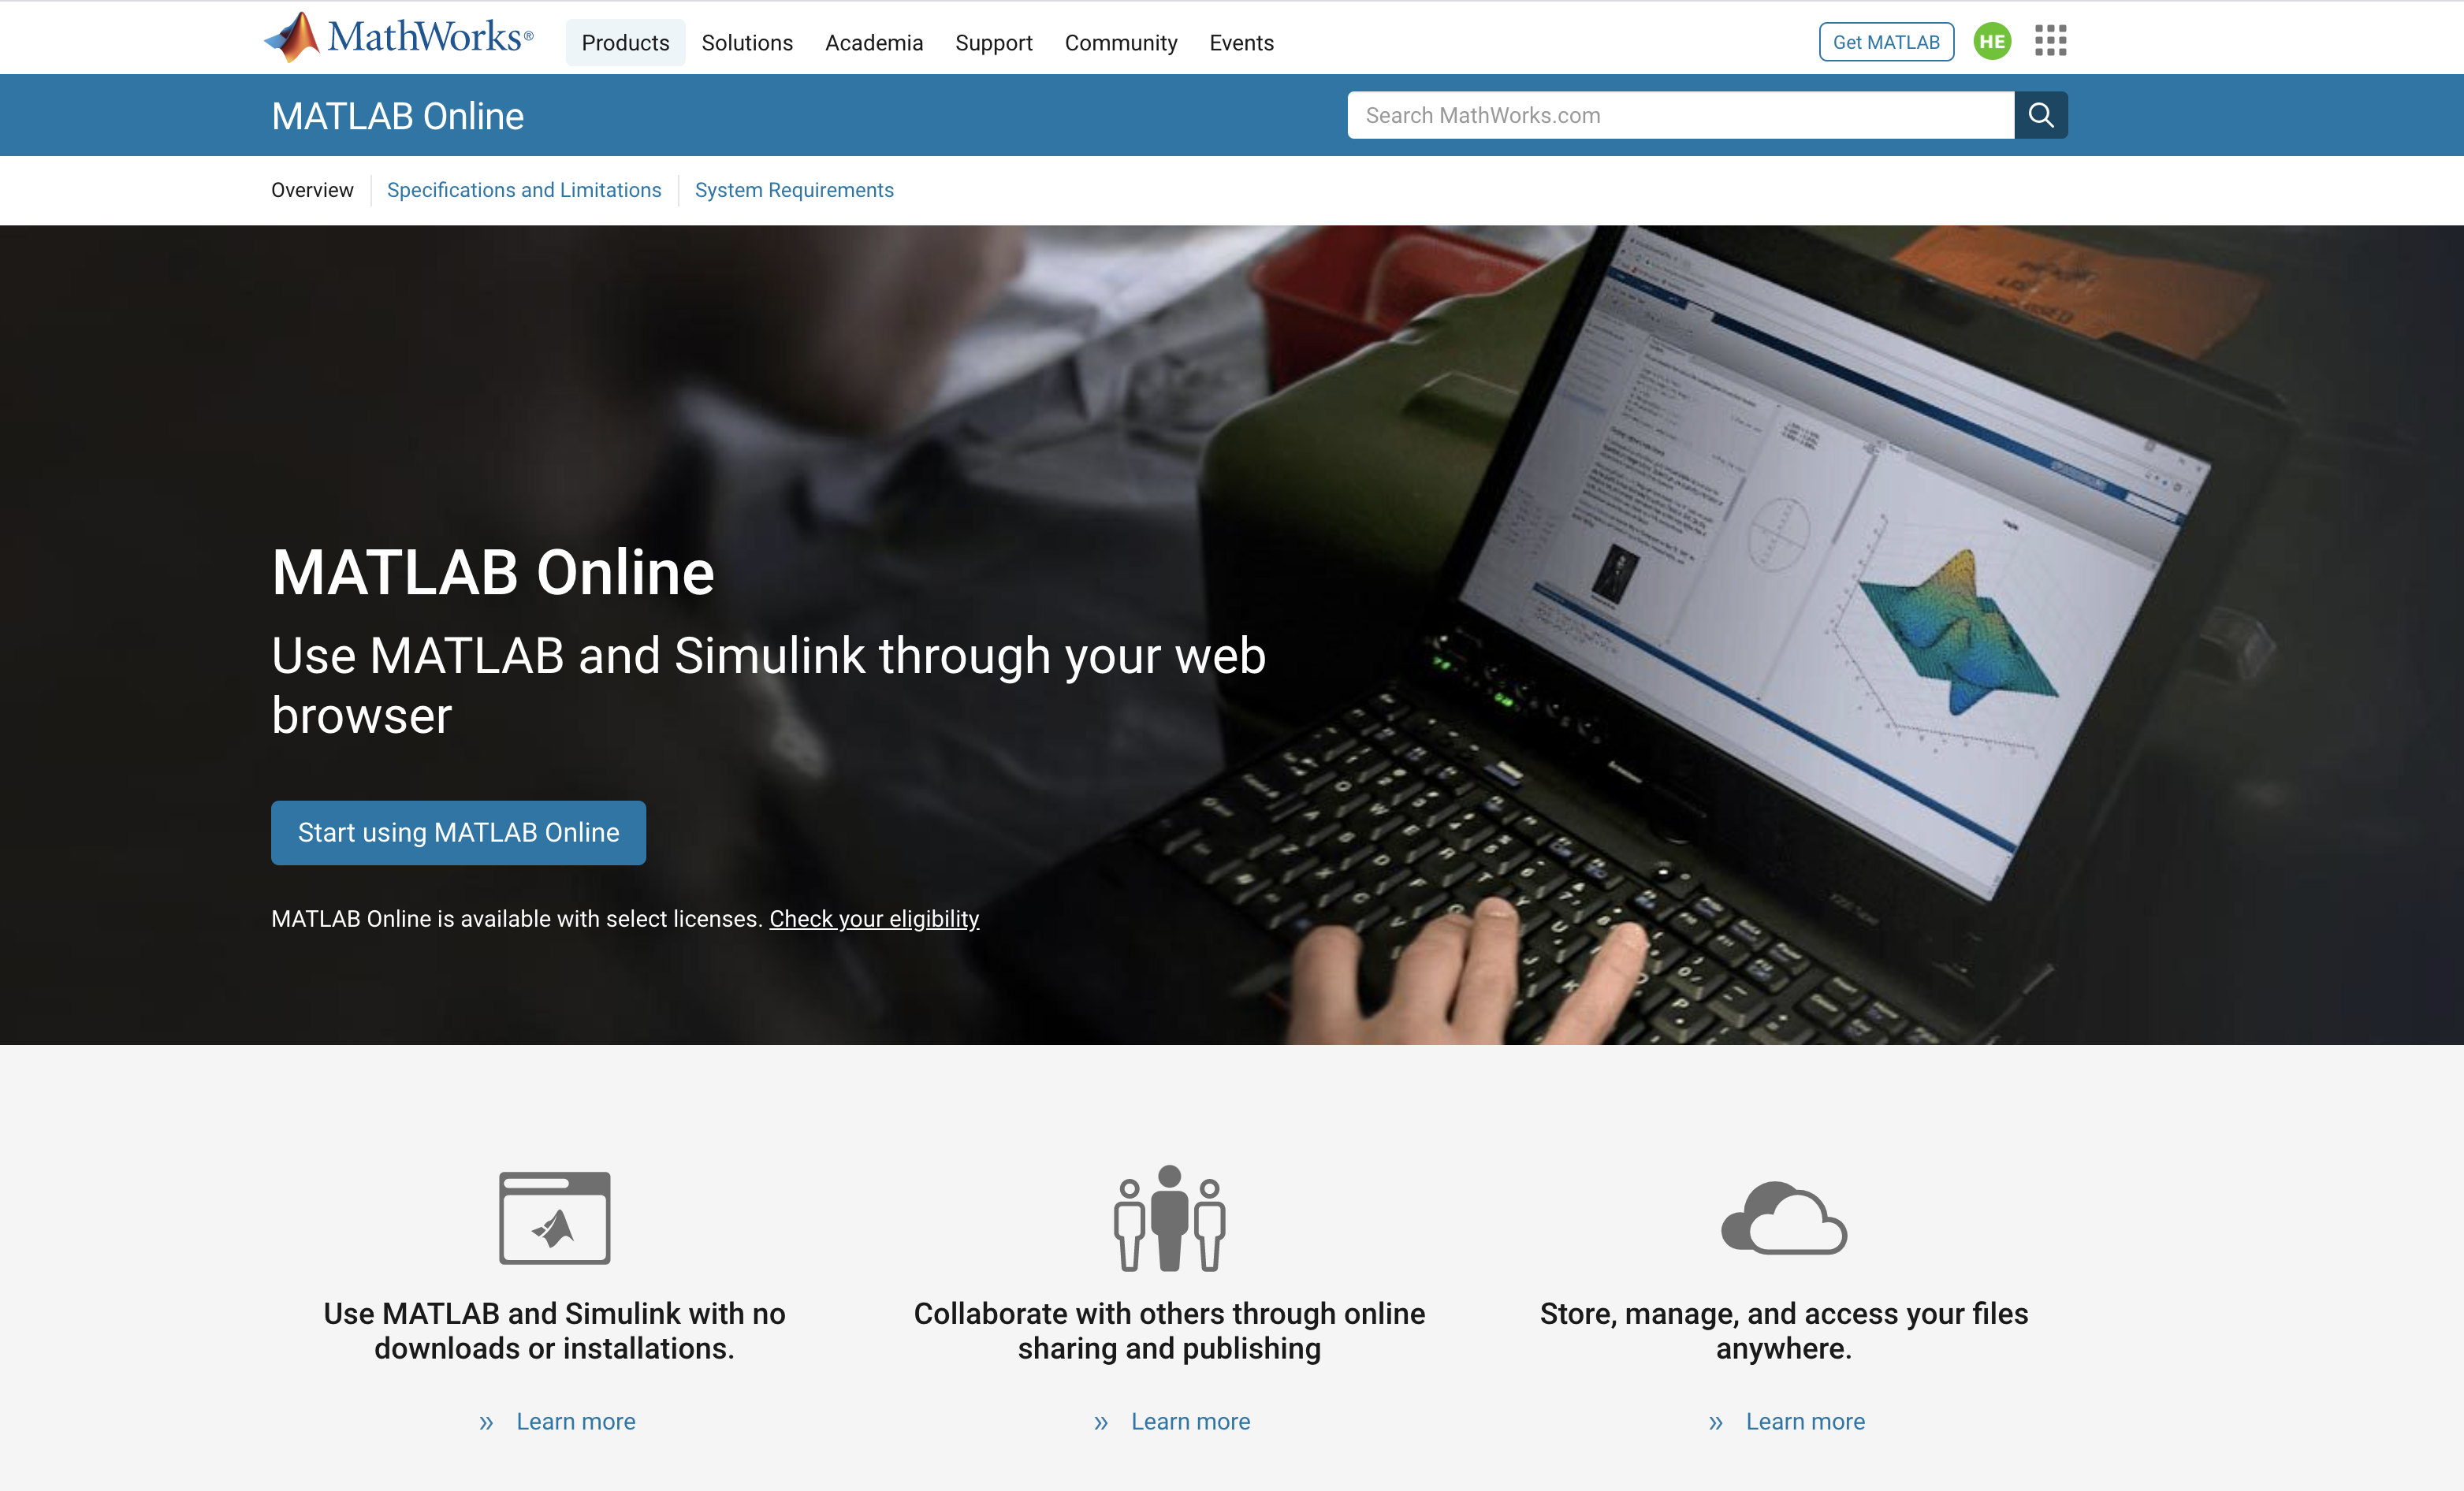 MathWorks®
Products
Solutions
Academia
Support
Community
Events
Get MATLAB
HE
MATLAB Online
Search MathWorks.com
Overview
Specifications and Limitations
System Requirements
MATLAB Online
Use MATLAB and Simulink through your web
browser
Start using MATLAB Online
MATLAB Online is available with select licenses. Check your eligibility
Use MATLAB and Simulink with no
downloads or installations.
» Learn more
Collaborate with others through online
sharing and publishing
» Learn more
Store, manage, and access your files
anywhere.
» Learn more